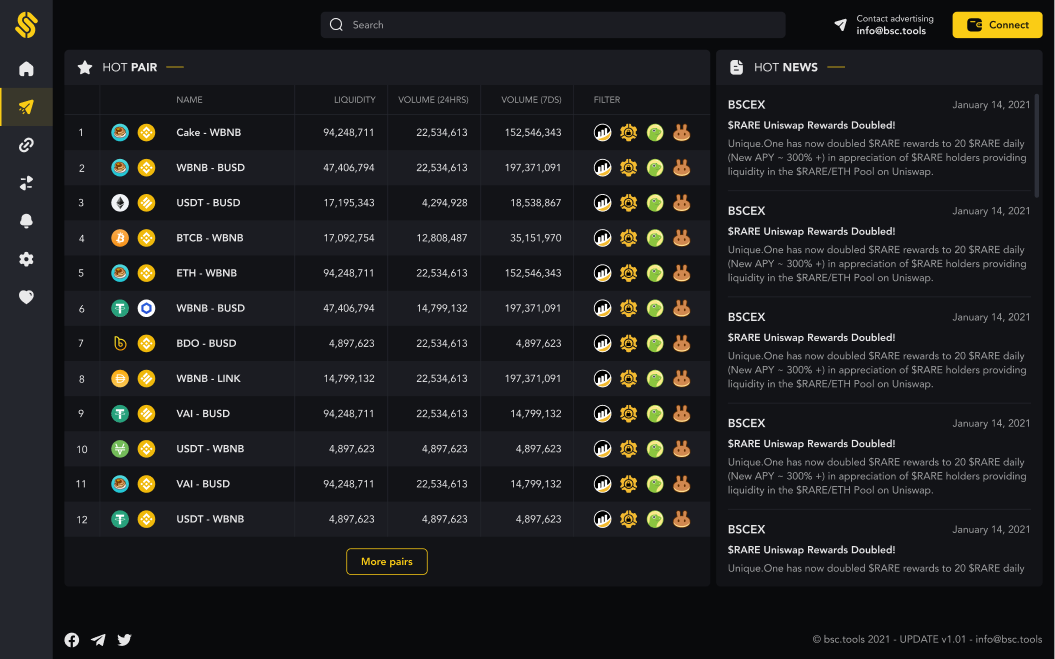 Search
Contact advertising
info@bsc.tools
Connect
HOT PAIR
NAME LIQUIDITY VOLUME (24HRS) VOLUME (7DS) FILTER
1 Cake - WBNB 94,248,711 22,534,613 152,546,343
2 WBNB - BUSD 47,406,794 22,534,613 197,371,091
3 USDT - BUSD 17,195,343 4,294,928 18,538,867
4 BTCB - WBNB 17,092,754 12,808,487 35,151,970
5 ETH - WBNB 94,248,711 22,534,613 152,546,343
6 WBNB - BUSD 47,406,794 14,799,132 197,371,091
7 BDO - BUSD 4,897,623 22,534,613 4,897,623
8 WBNB - LINK 14,799,132 22,534,613 197,371,091
9 VAI - BUSD 94,248,711 22,534,613 14,799,132
10 USDT - WBNB 4,897,623 4,897,623 4,897,623
11 VAI - BUSD 94,248,711 22,534,613 14,799,132
12 USDT - WBNB 4,897,623 4,897,623 4,897,623
More pairs
HOT NEWS
BSCEX January 14, 2021
$RARE Uniswap Rewards Doubled!
Unique.One has now doubled $RARE rewards to 20 $RARE daily
(New APY ~ 300% +) in appreciation of $RARE holders providing
liquidity in the $RARE/ETH Pool on Uniswap.
BSCEX January 14, 2021
$RARE Uniswap Rewards Doubled!
Unique.One has now doubled $RARE rewards to 20 $RARE daily
(New APY ~ 300% +) in appreciation of $RARE holders providing
liquidity in the $RARE/ETH Pool on Uniswap.
BSCEX January 14, 2021
$RARE Uniswap Rewards Doubled!
Unique.One has now doubled $RARE rewards to 20 $RARE daily
(New APY ~ 300% +) in appreciation of $RARE holders providing
liquidity in the $RARE/ETH Pool on Uniswap.
BSCEX January 14, 2021
$RARE Uniswap Rewards Doubled!
Unique.One has now doubled $RARE rewards to 20 $RARE daily
(New APY ~ 300% +) in appreciation of $RARE holders providing
liquidity in the $RARE/ETH Pool on Uniswap.
BSCEX January 14, 2021
$RARE Uniswap Rewards Doubled!
Unique.One has now doubled $RARE rewards to 20 $RARE daily
© bsc.tools 2021 - UPDATE v1.01 - info@bsc.tools